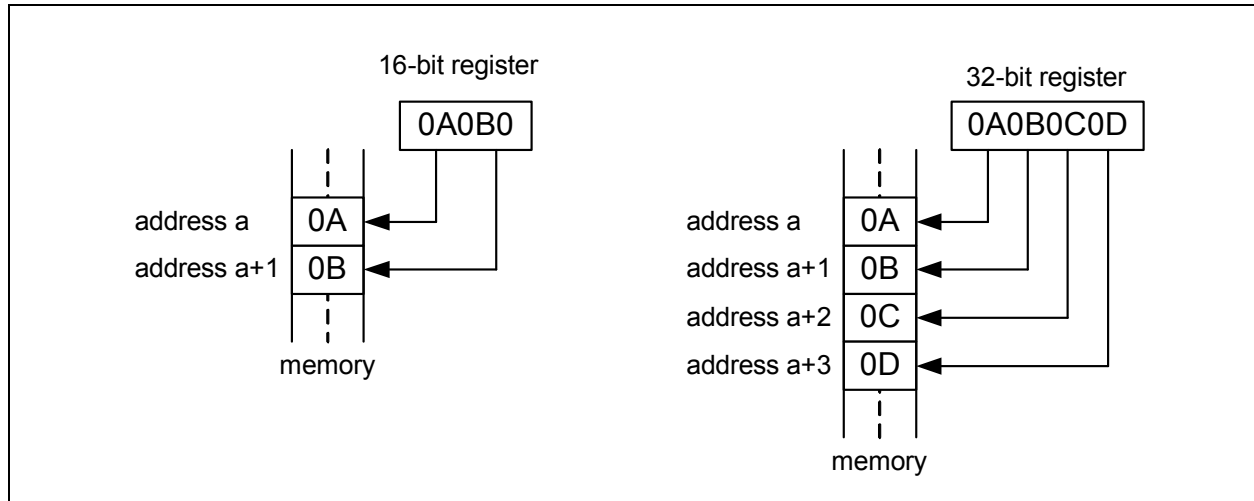 16-bit register
0A0B0
address a
0A
address a+1
0B
memory
32-bit register
0A0B0C0D
address a
0A
address a+1
0B
address a+2
0C
address a+3
0D
memory